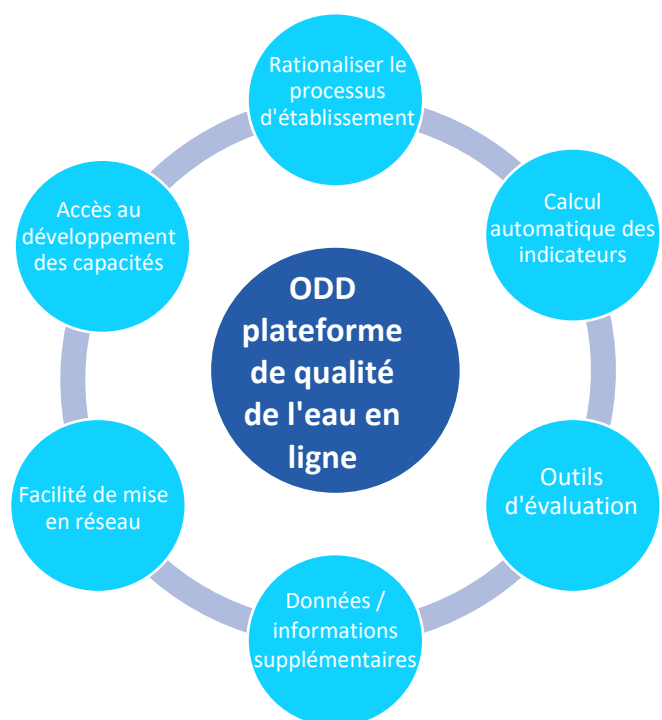 Rationaliser le
processus
d'établissement
Calcul
automatique des
indicateurs
Outils
d'évaluation
Données /
informations
supplémentaires
Facilité de mise
en réseau
Accès au
développement
des capacités
ODD
plateforme
de qualité
de l'eau en
ligne